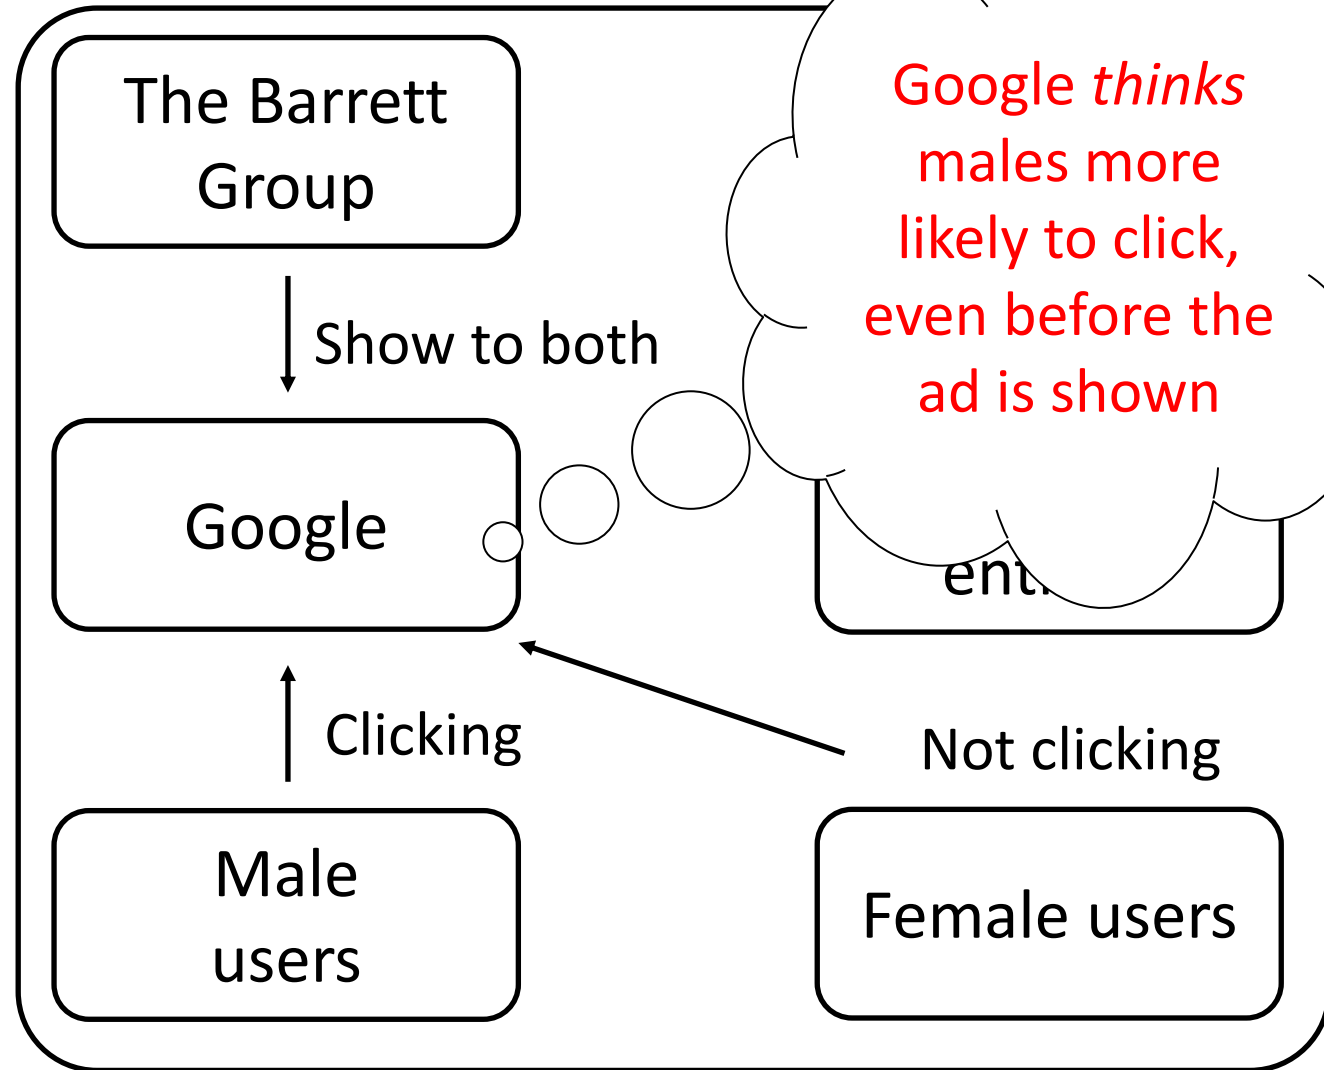 The Barrett
Group
Google thinks
males more
likely to click,
even before the
ad is shown
Show to both
Google
Clicking
Not clicking
Male
users
Female users